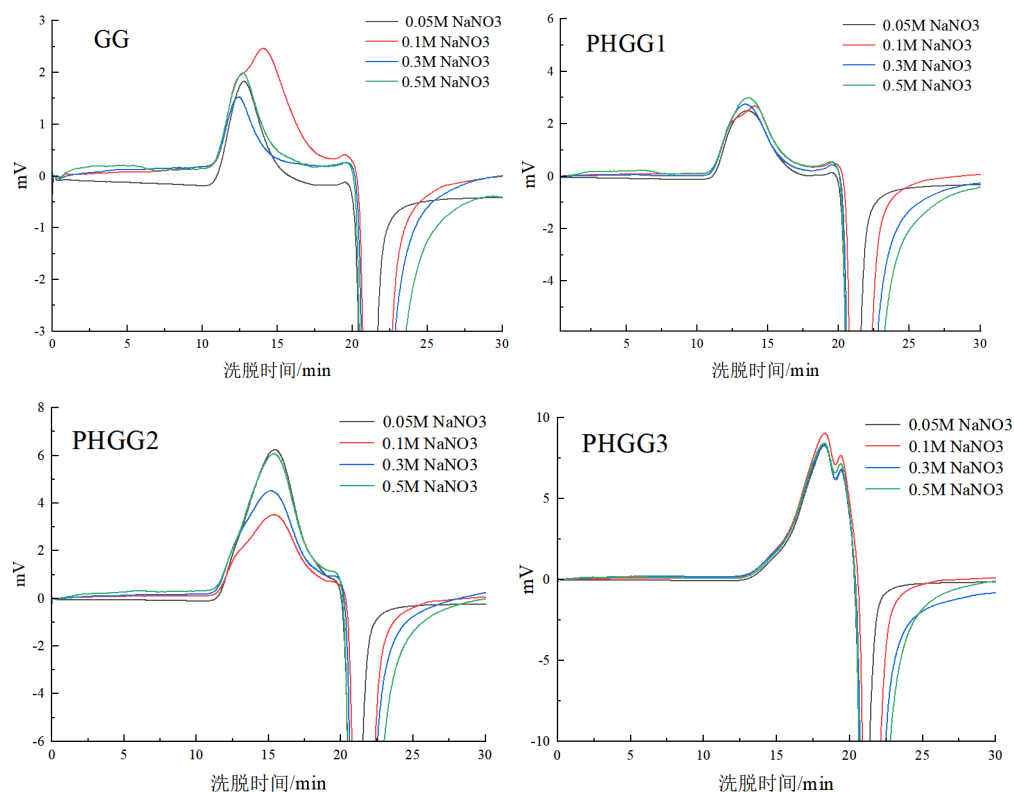 GG
0.05M NaNO3
0.1M NaNO3
0.3M NaNO3
0.5M NaNO3
mV
3
2
1
0
-1
-2
-3
0 5 10 15 20 25 30
洗脱时间/min
PHGG1
0.05M NaNO3
0.1M NaNO3
0.3M NaNO3
0.5M NaNO3
mV
6
4
2
0
-2
-4
5 10 15 20 25 30
洗脱时间/min
PHGG2
0.05M NaNO3
0.1M NaNO3
0.3M NaNO3
0.5M NaNO3
mV
8
6
4
2
0
-2
-4
-6
0 5 10 15 20 25 30
洗脱时间/min
PHGG3
0.05M NaNO3
0.1M NaNO3
0.3M NaNO3
0.5M NaNO3
mV
10
5
0
-5
-10
0 5 10 15 20 25 30
洗脱时间/min